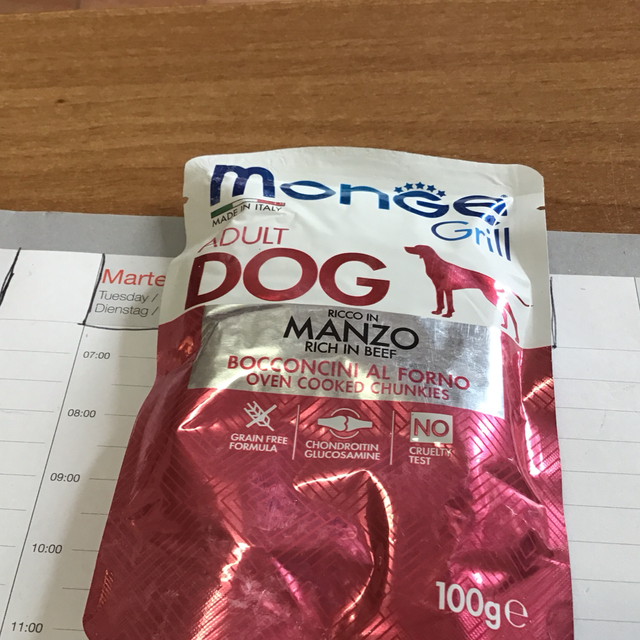 monge
MADE IN ITALY
Grill
ADULT
DOG
RICCO IN
MANZO
RICH IN BEEF
BOCCONCINI AL FORNO
OVEN COOKED CHUNKIES
GRAIN FREE
FORMULA
CHONDROITIN
GLUCOSAMINE
NO
CRUELTY
TEST
100g e
Marte
Tuesday /
Dienstag /
07:00
08:00
09:00
10:00
11:00